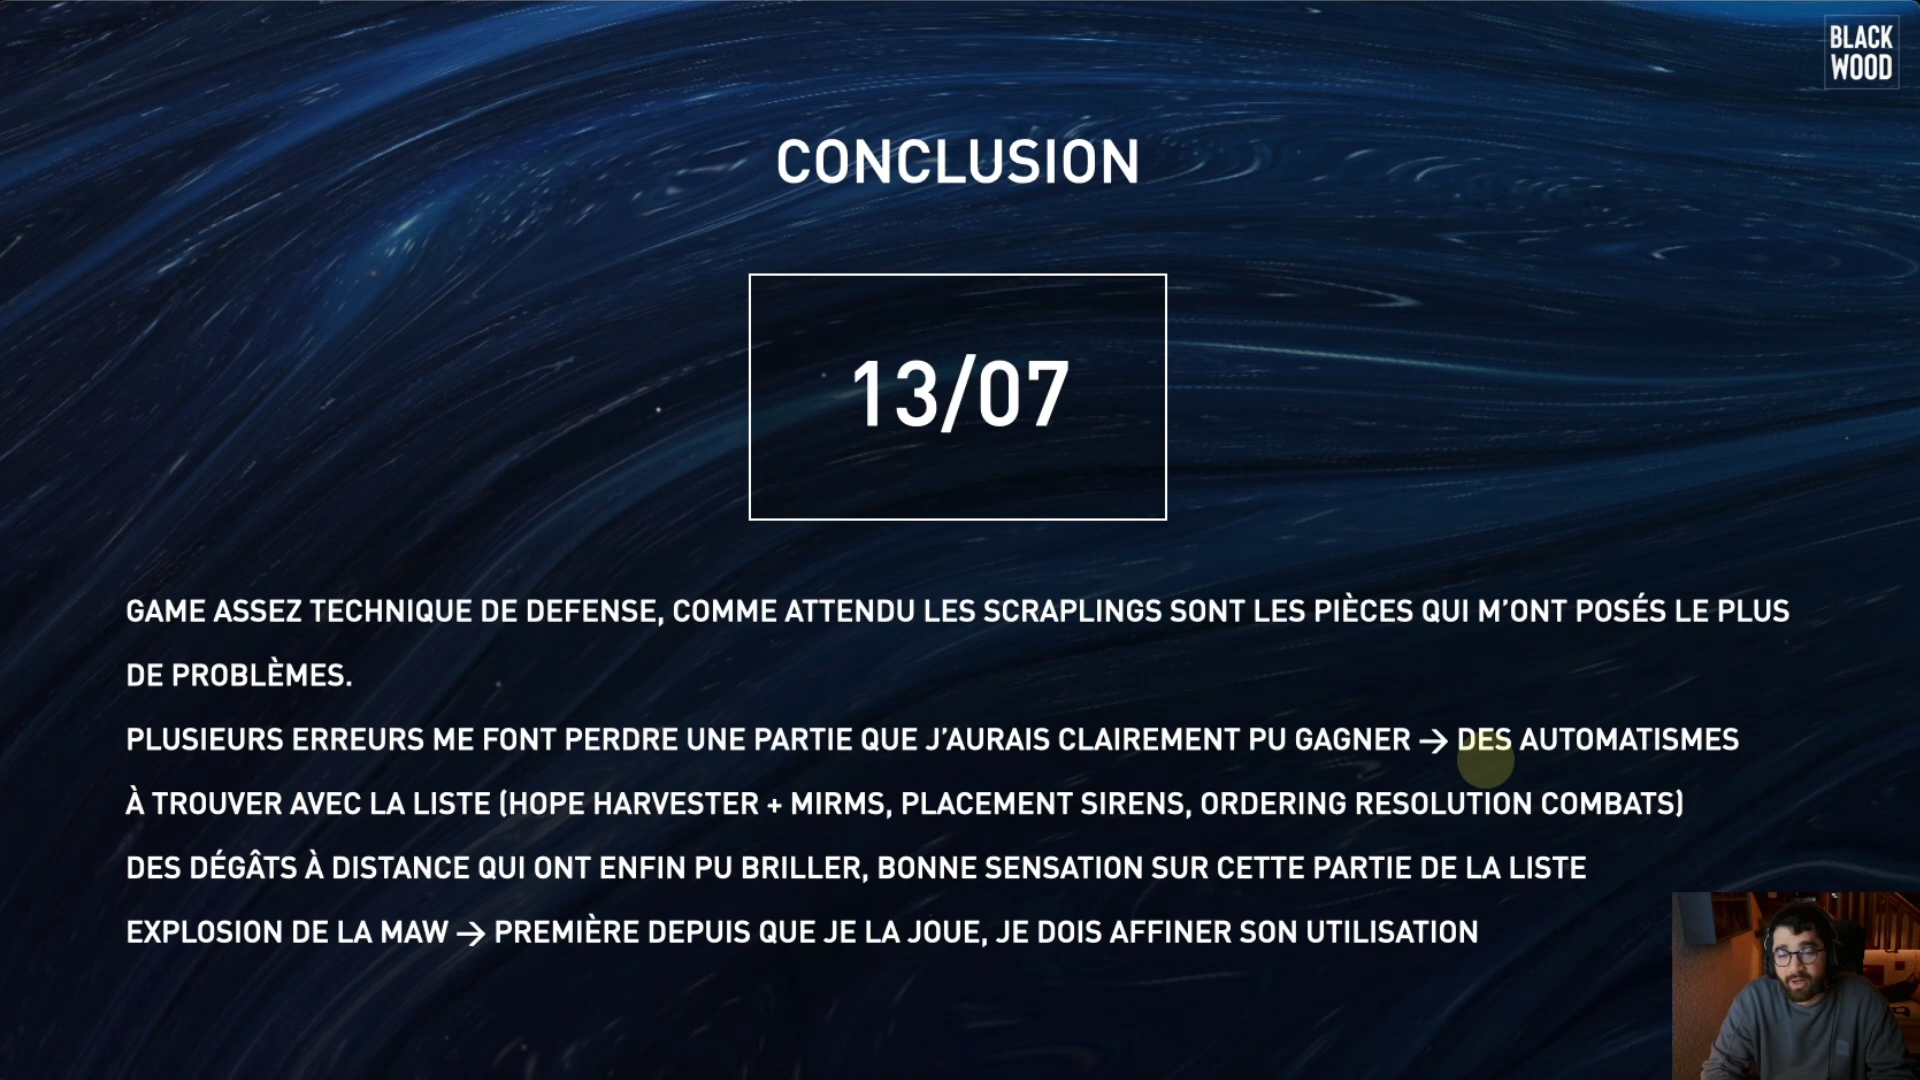 BLACK
WOOD
CONCLUSION
13/07
GAME ASSEZ TECHNIQUE DE DEFENSE, COMME ATTENDU LES SCRAPLINGS SONT LES PIÈCES QUI M'ONT POSÉS LE PLUS
DE PROBLÈMES.
PLUSIEURS ERREURS ME FONT PERDRE UNE PARTIE QUE J'AURAIS CLAIREMENT PU GAGNER → DES AUTOMATISMES
À TROUVER AVEC LA LISTE (HOPE HARVESTER + MIRMS, PLACEMENT SIRENS, ORDERING RESOLUTION COMBATS)
DES DÉGÂTS À DISTANCE QUI ONT ENFIN PU BRILLER, BONNE SENSATION SUR CETTE PARTIE DE LA LISTE
EXPLOSION DE LA MAW → PREMIÈRE DEPUIS QUE JE LA JOUE, JE DOIS AFFINER SON UTILISATION